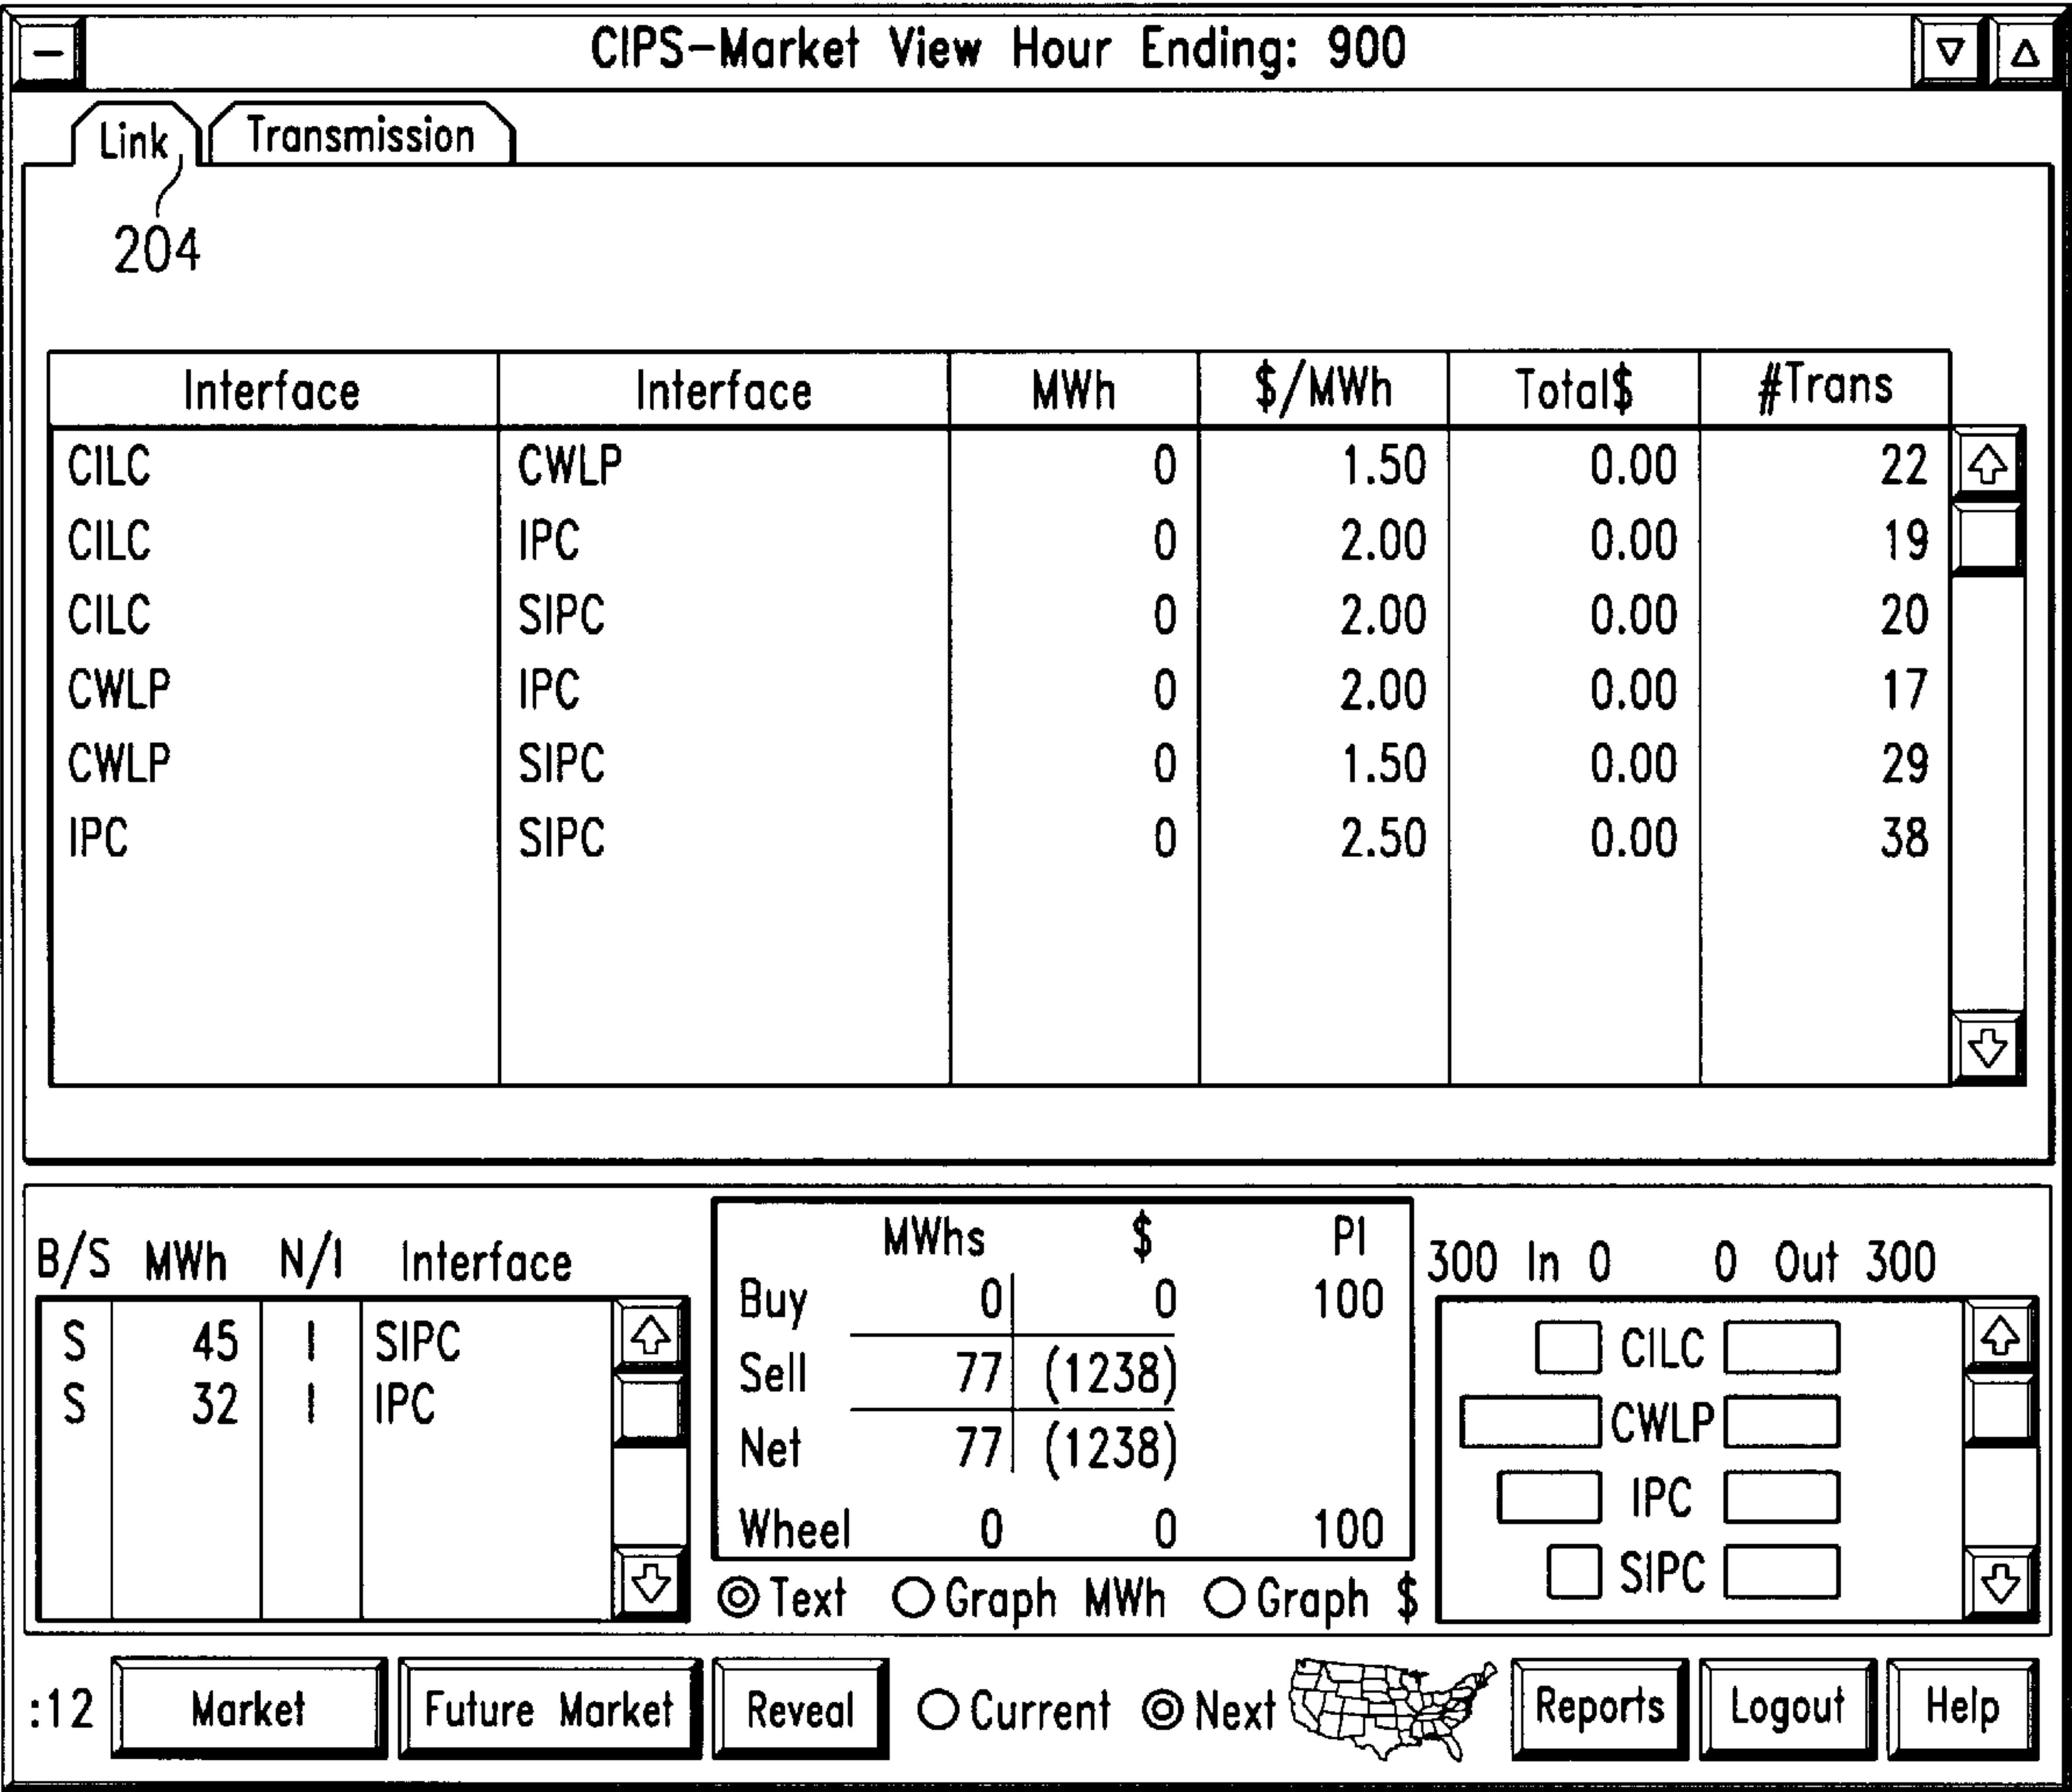 CIPS-Market View Hour Ending: 900
Link Transmission
204
Interface Interface MWh $/MWh Total$ #Trans
CILC CWLP 0 1.50 0.00 22
CILC IPC 0 2.00 0.00 19
CILC SIPC 0 2.00 0.00 20
CWLP IPC 0 2.00 0.00 17
CWLP SIPC 0 1.50 0.00 29
IPC SIPC 0 2.50 0.00 38
B/S MWh N/I Interface
S 45 I SIPC
S 32 I IPC
MWhs $ PI
Buy 0 0 100
Sell 77 (1238)
Net 77 (1238)
Wheel 0 0 100
Text Graph MWh Graph $
300 In 0 0 Out 300
CILC
CWLP
IPC
SIPC
:12 Market Future Market Reveal Current Next Reports Logout Help